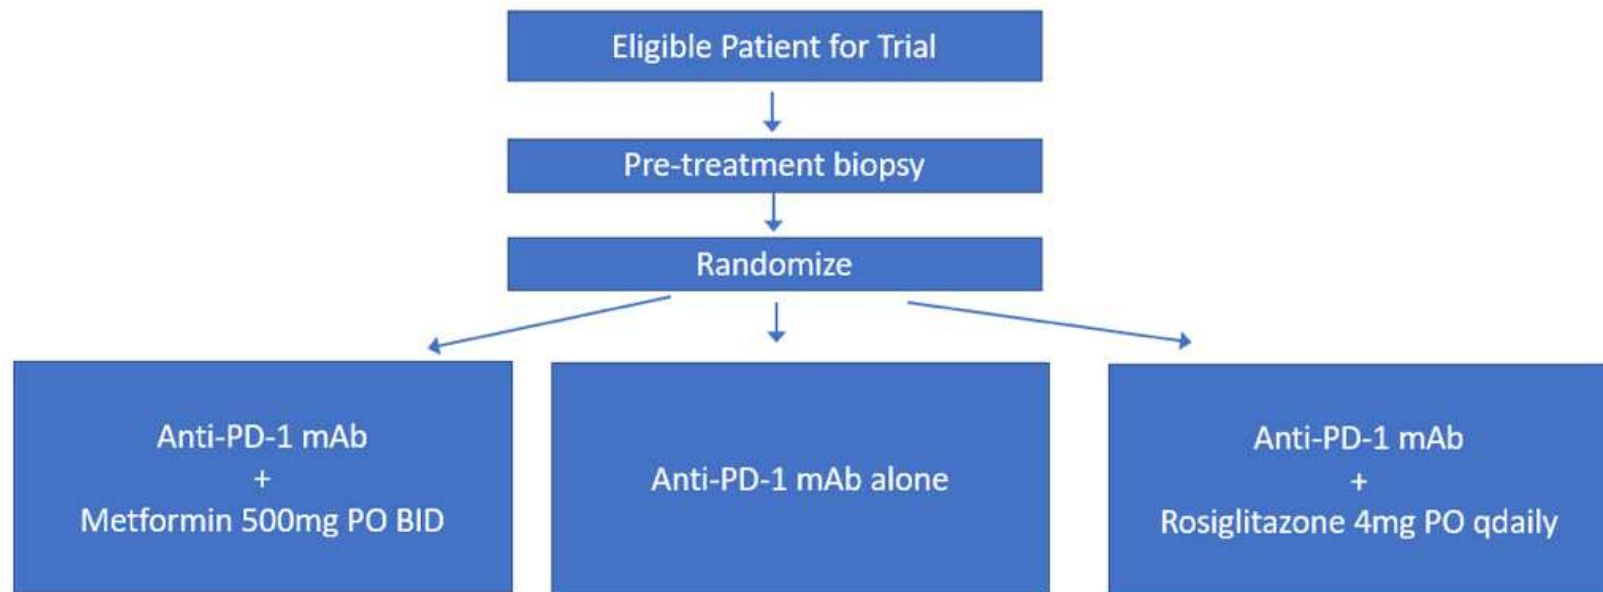 Eligible Patient for Trial
Pre-treatment biopsy
Randomize
Anti-PD-1 mAb
+
Metformin 500mg PO BID
Anti-PD-1 mAb alone
Anti-PD-1 mAb
+
Rosiglitazone 4mg PO qdaily